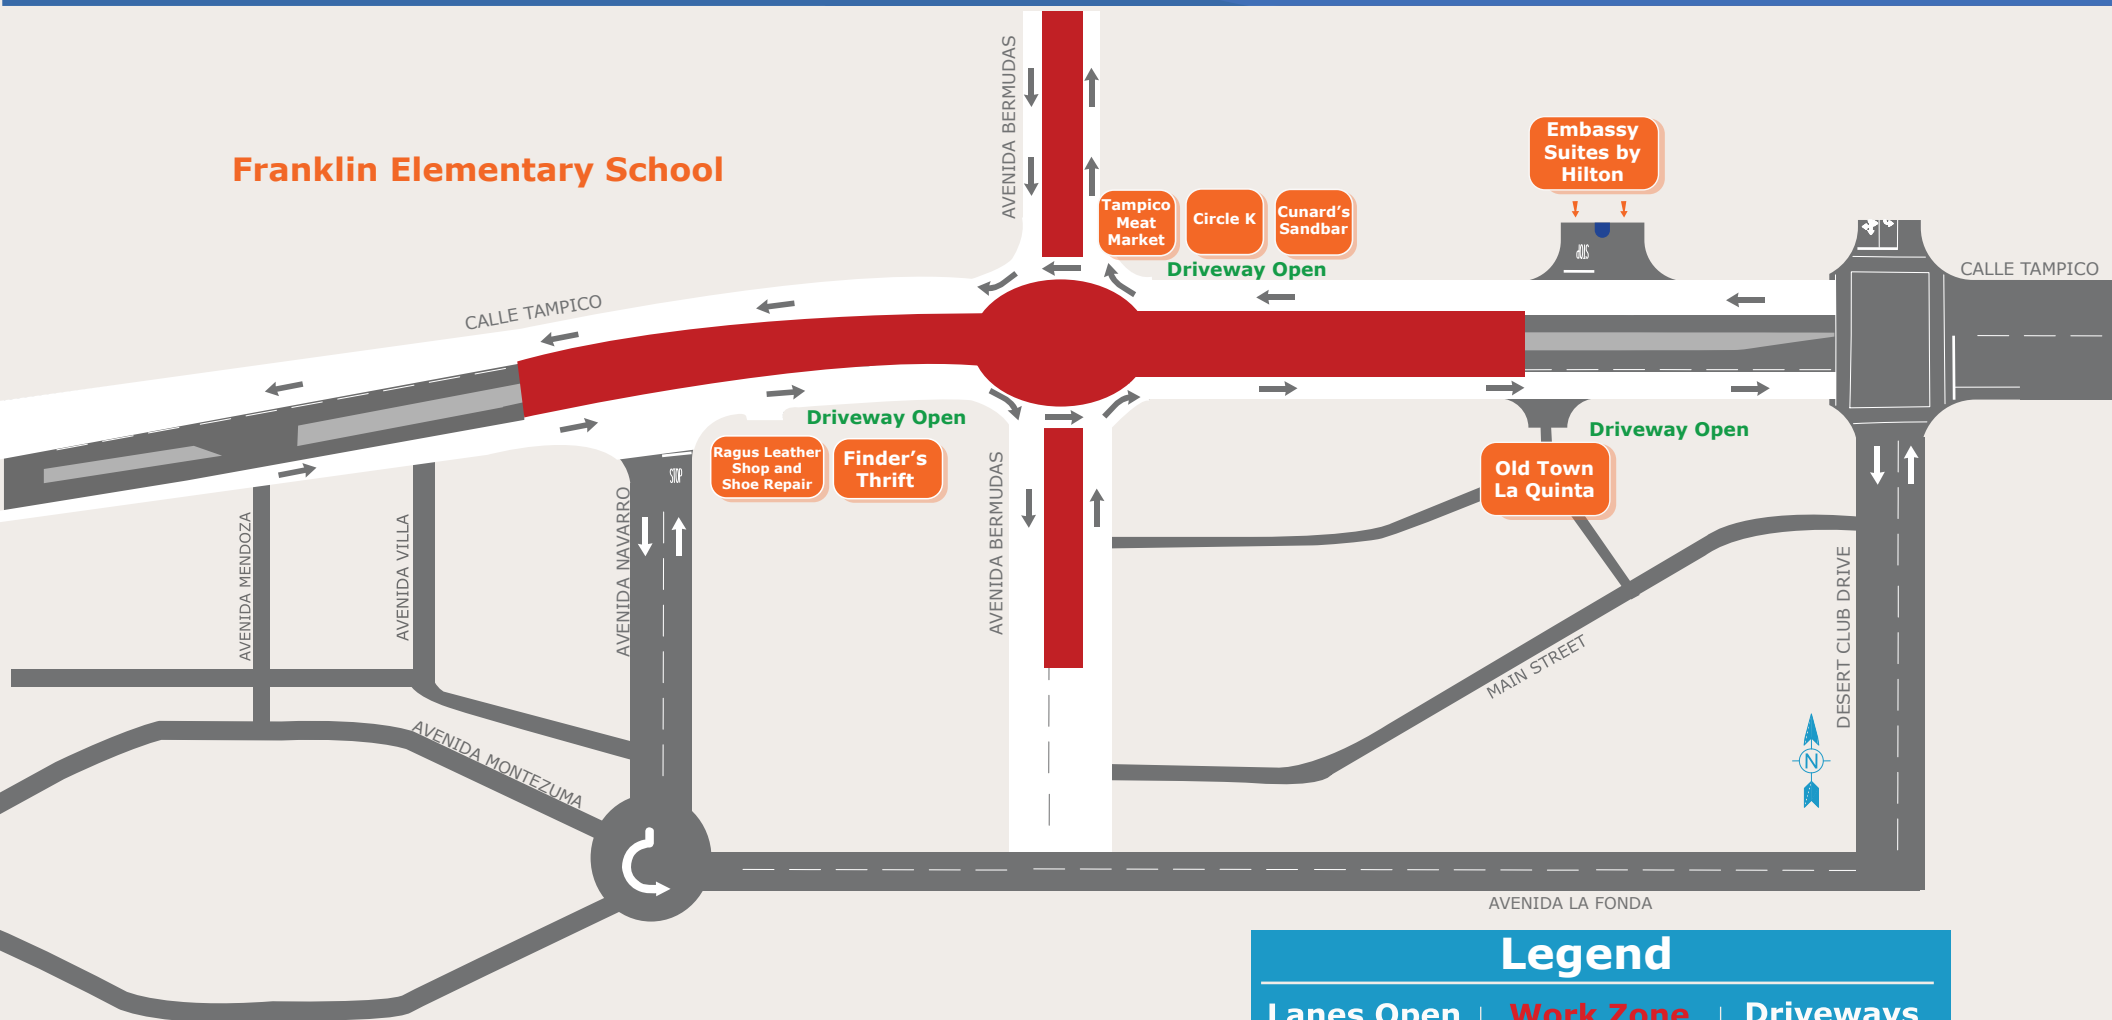 AVENIDA BERMUDAS
Franklin Elementary School
Embassy
Suites by
Hilton
Tampico
Meat
Market
Circle K
Cunard’s
Sandbar
STOP
Driveway Open
CALLE TAMPICO
CALLE TAMPICO
Driveway Open
Driveway Open
Ragus Leather
Shop and
Shoe Repair
Finder’s
Thrift
STOP
Old Town
La Quinta
AVENIDA MENDOZA
AVENIDA VILLA
AVENIDA NAVARRO
AVENIDA BERMUDAS
DESERT CLUB DRIVE
MAIN STREET
AVENIDA MONTEZUMA
N
AVENIDA LA FONDA
Legend
Lanes Open | Work Zone | Driveways